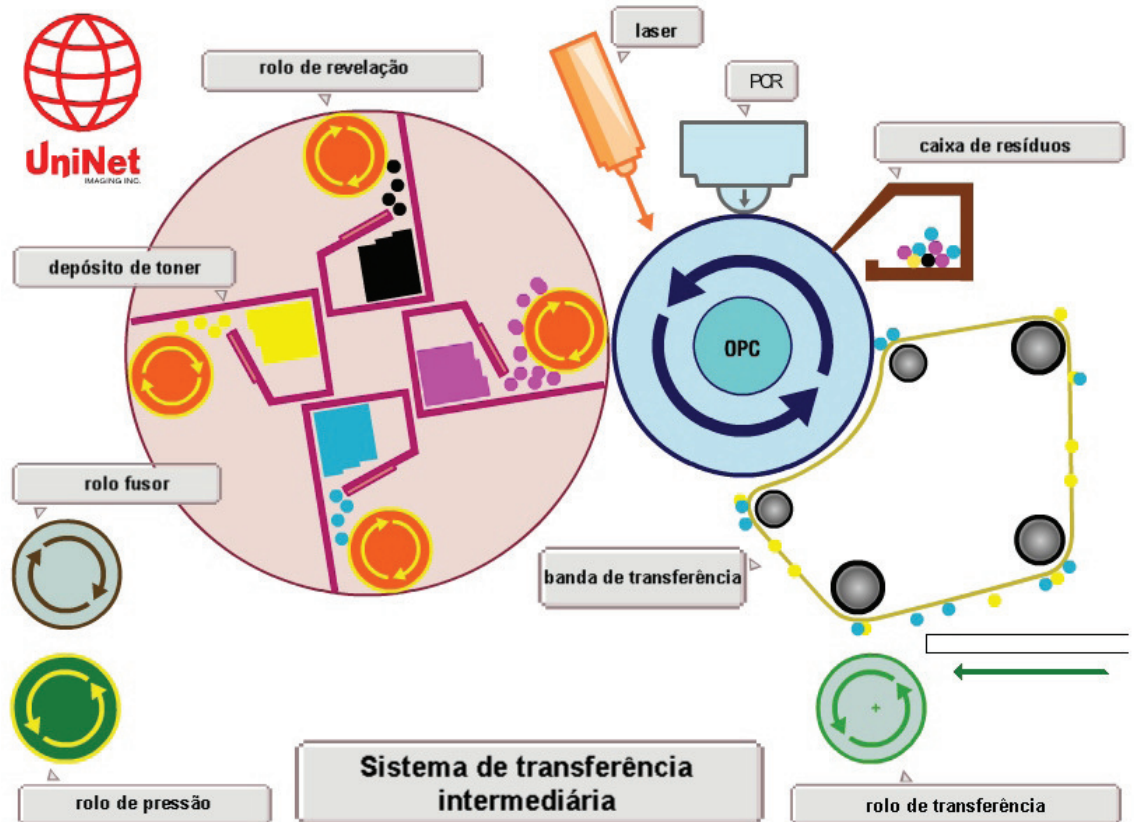 laser
rolo de revelação
PCR
UniNet
IMAGING INC.
caixa de resíduos
depósito de toner
OPC
rolo fusor
banda de transferência
Sistema de transferência
intermediária
rolo de pressão
rolo de transferência
+